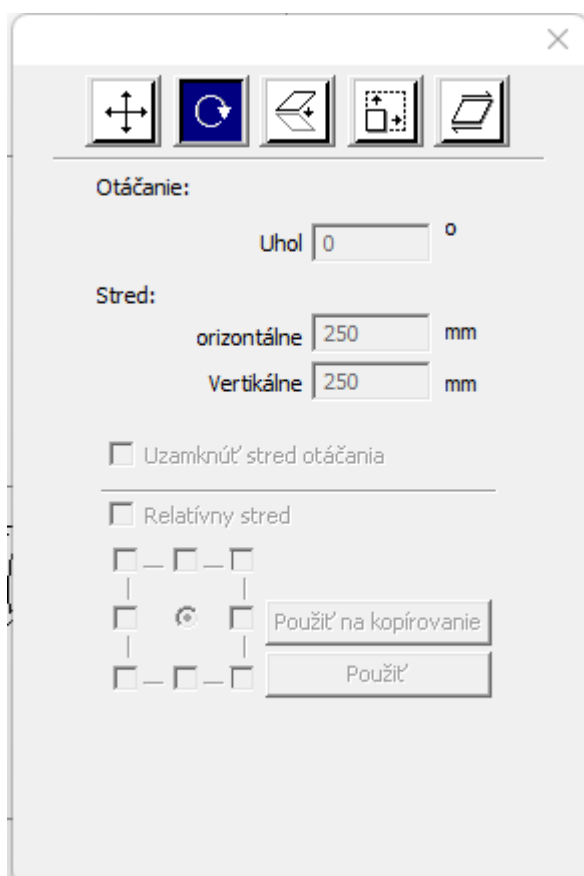 Otáčanie:
Uhol 0 o
Stred:
orizontálne 250 mm
Vertikálne 250 mm
Uzamknúť stred otáčania
Relatívny stred
Použiť na kopírovanie
Použiť